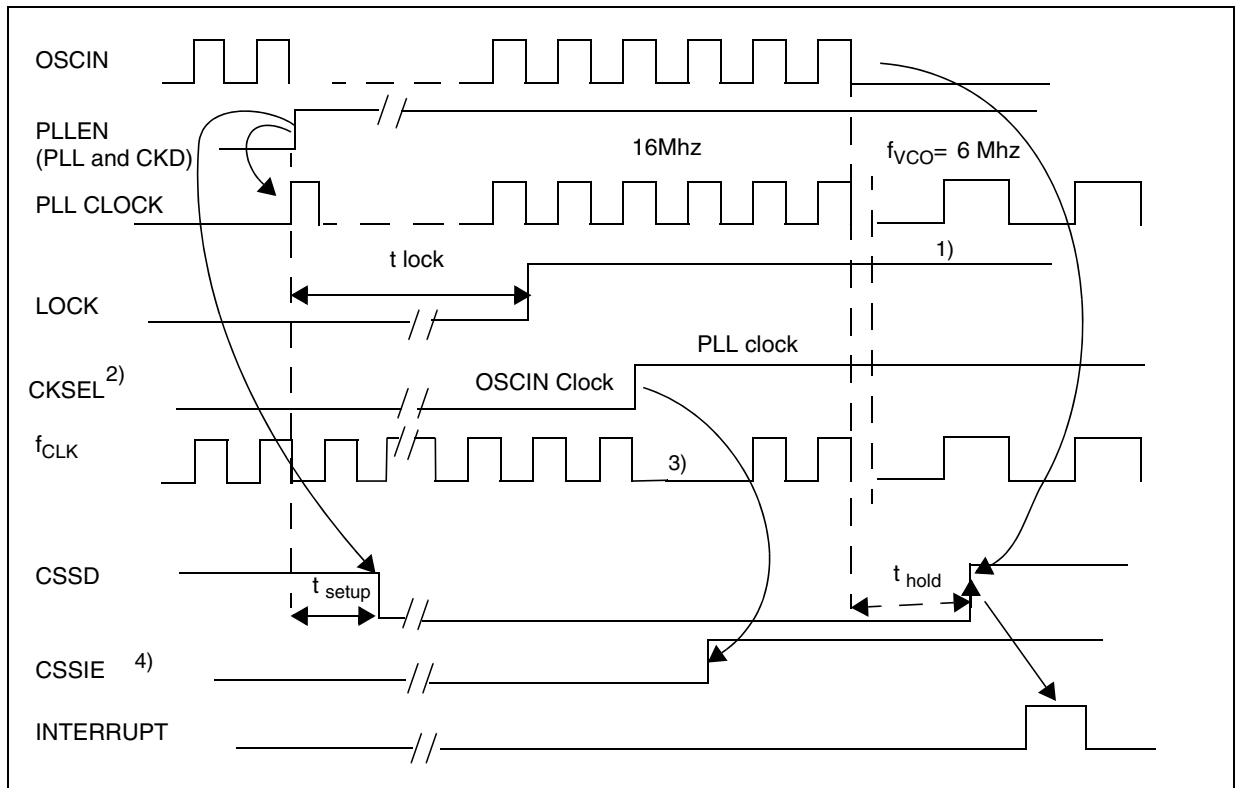 OSCIN
PLLEN
(PLL and CKD)
16Mhz
fVCO= 6 Mhz
PLL CLOCK
t lock
1)
LOCK
PLL clock
CKSEL 2)
OSCIN Clock
fCLK
3)
CSSD
t setup
t hold
CSSIE 4)
INTERRUPT